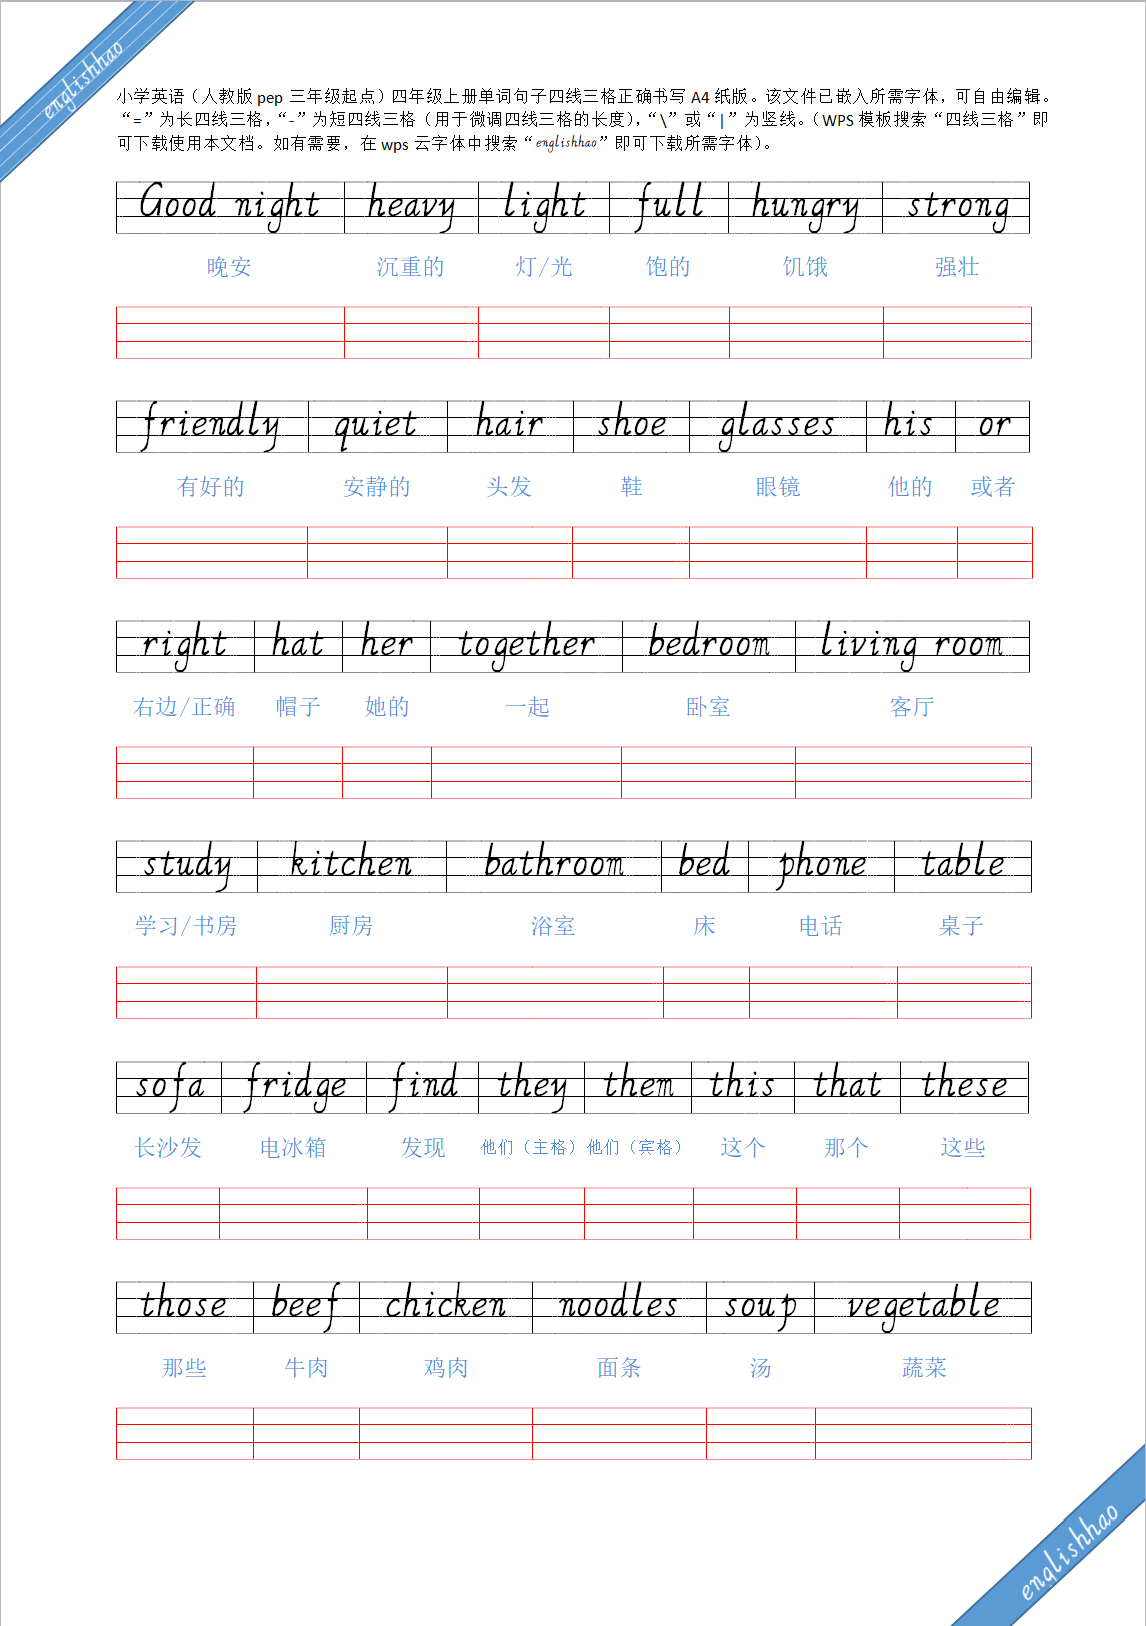 englishhao
小学英语（人教版 pep 三年级起点）四年级上册单词句子四线三格正确书写 A4 纸版。该文件已嵌入所需字体，可自由编辑。
“=”为长四线三格，“-”为短四线三格（用于微调四线三格的长度），“\”或“|”为竖线。（WPS 模板搜索“四线三格”即
可下载使用本文档。如有需要，在 wps 云字体中搜索“englishhao”即可下载所需字体）。
Good night heavy light full hungry strong
晚安 沉重的 灯/光 饱的 饥饿 强壮
friendly quiet hair shoe glasses his or
有好的 安静的 头发 鞋 眼镜 他的 或者
right hat her together bedroom living room
右边/正确 帽子 她的 一起 卧室 客厅
study kitchen bathroom bed phone table
学习/书房 厨房 浴室 床 电话 桌子
sofa fridge find they them this that these
长沙发 电冰箱 发现 他们（主格） 他们（宾格） 这个 那个 这些
those beef chicken noodles soup vegetable
那些 牛肉 鸡肉 面条 汤 蔬菜
englishhao